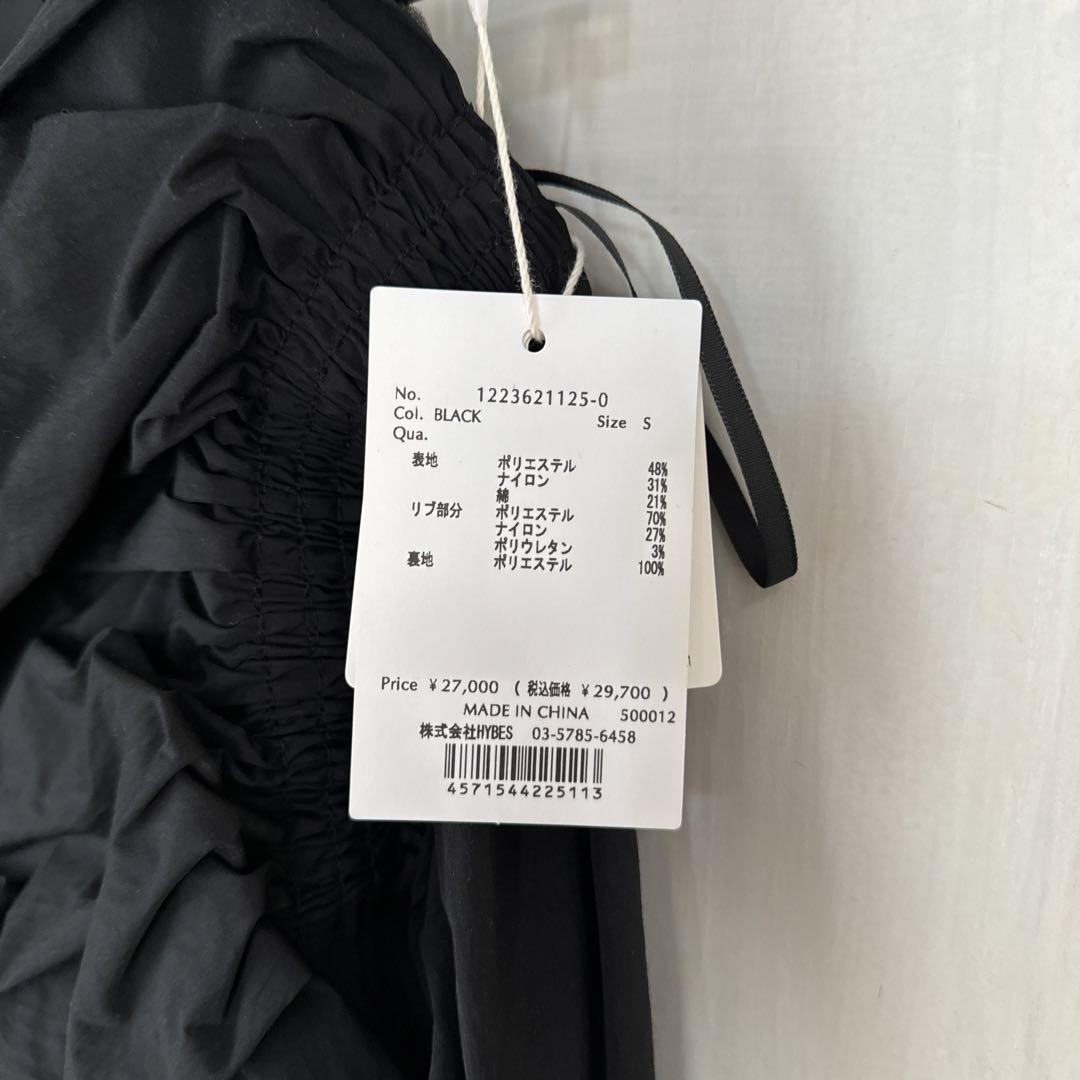 No. 1223621125-0
Col. BLACK Size S
Qua.
表地 ポリエステル 48%
ナイロン 31%
綿 21%
リブ部分 ポリエステル 70%
ナイロン 27%
ポリウレタン 3%
裏地 ポリエステル 100%
Price ¥27,000 ( 税込価格 ¥29,700 )
MADE IN CHINA 500012
株式会社HYBES 03-5785-6458
4571544225113